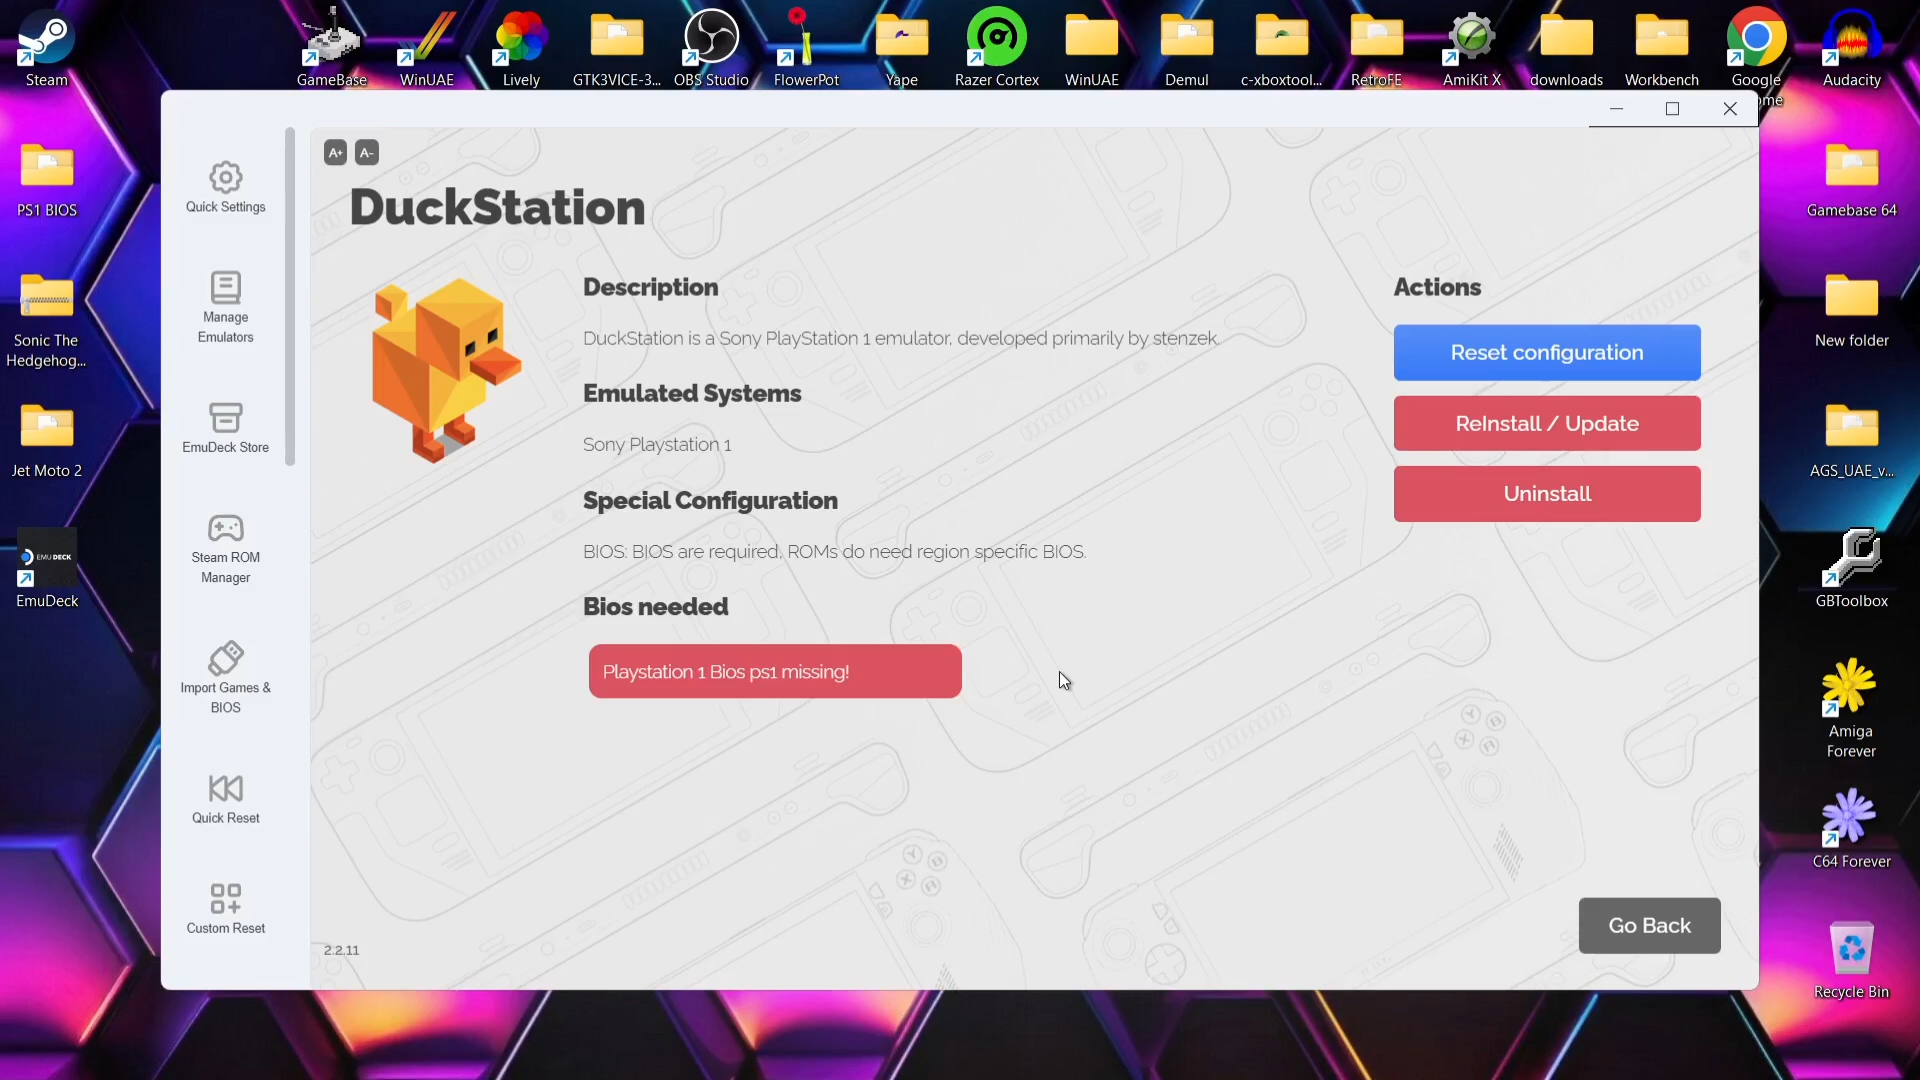 Steam
GameBase
WinUAE
Lively
GTK3VICE-3...
OBS Studio
FlowerPot
Yape
Razer Cortex
WinUAE
Demul
c-xboxtool...
RetroFE
AmiKit X
downloads
Workbench
Google
ome
Audacity
PS1 BIOS
Sonic The
Hedgehog...
Jet Moto 2
EMU DECK
EmuDeck
Quick Settings
Manage
Emulators
EmuDeck Store
Steam ROM
Manager
Import Games &
BIOS
Quick Reset
Custom Reset
A+
A-
DuckStation
Description
DuckStation is a Sony PlayStation 1 emulator, developed primarily by stenzek.
Emulated Systems
Sony Playstation 1
Special Configuration
BIOS: BIOS are required, ROMs do need region specific BIOS.
Bios needed
Playstation 1 Bios ps1 missing!
2.2.11
Actions
Reset configuration
ReInstall / Update
Uninstall
Go Back
Gamebase 64
New folder
AGS_UAE_v...
GBToolbox
Amiga
Forever
C64 Forever
Recycle Bin